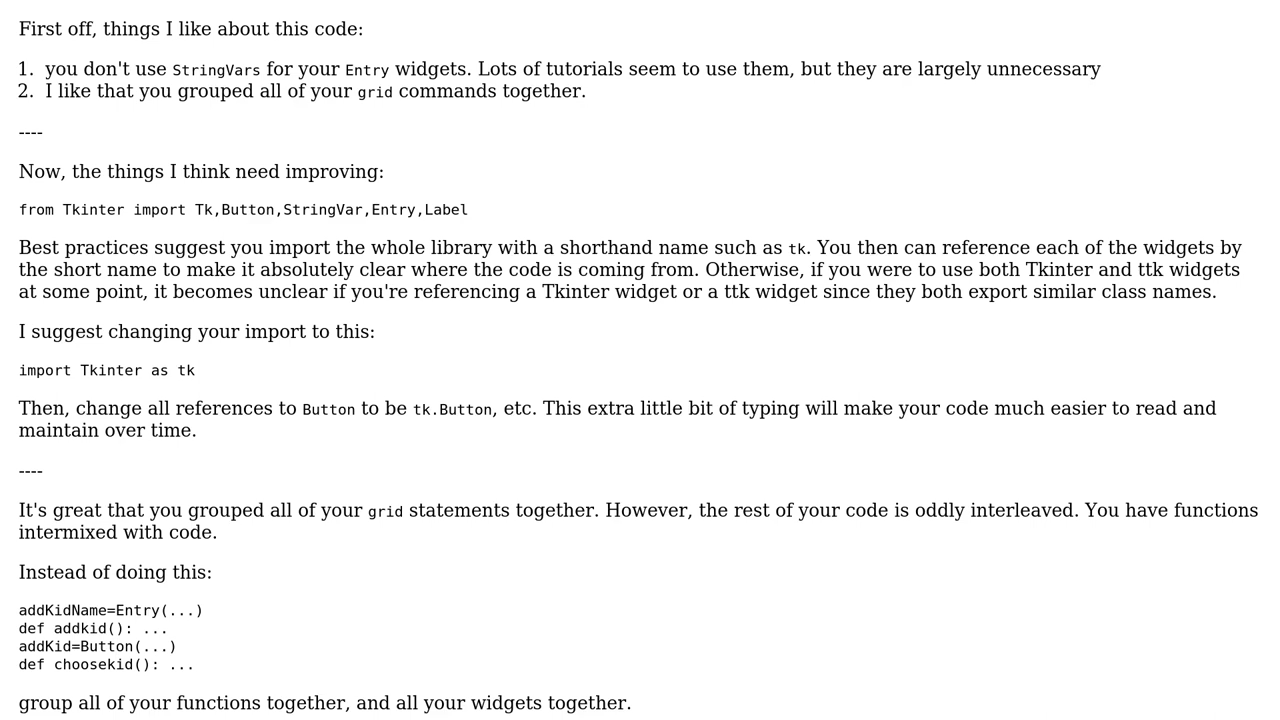 First off, things I like about this code:
1. you don't use StringVars for your Entry widgets. Lots of tutorials seem to use them, but they are largely unnecessary
2. I like that you grouped all of your grid commands together.
----
Now, the things I think need improving:
from Tkinter import Tk,Button,StringVar,Entry,Label
Best practices suggest you import the whole library with a shorthand name such as tk. You then can reference each of the widgets by
the short name to make it absolutely clear where the code is coming from. Otherwise, if you were to use both Tkinter and ttk widgets
at some point, it becomes unclear if you're referencing a Tkinter widget or a ttk widget since they both export similar class names.
I suggest changing your import to this:
import Tkinter as tk
Then, change all references to Button to be tk.Button, etc. This extra little bit of typing will make your code much easier to read and
maintain over time.
----
It's great that you grouped all of your grid statements together. However, the rest of your code is oddly interleaved. You have functions
intermixed with code.
Instead of doing this:
addKidName=Entry(...)
def addkid(): ...
addKid=Button(...)
def choosekid(): ...
group all of your functions together, and all your widgets together.